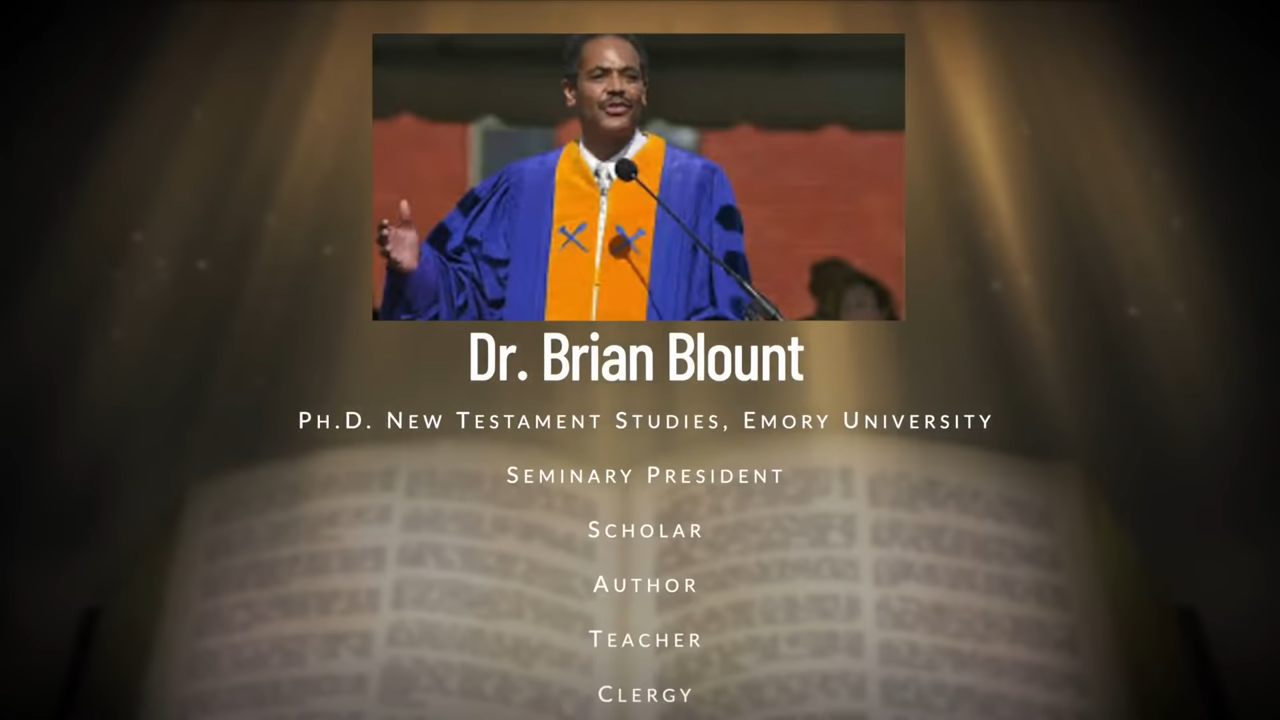 Dr. Brian Blount
Ph.D. New Testament Studies, Emory University
Seminary President
Scholar
Author
Teacher
Clergy